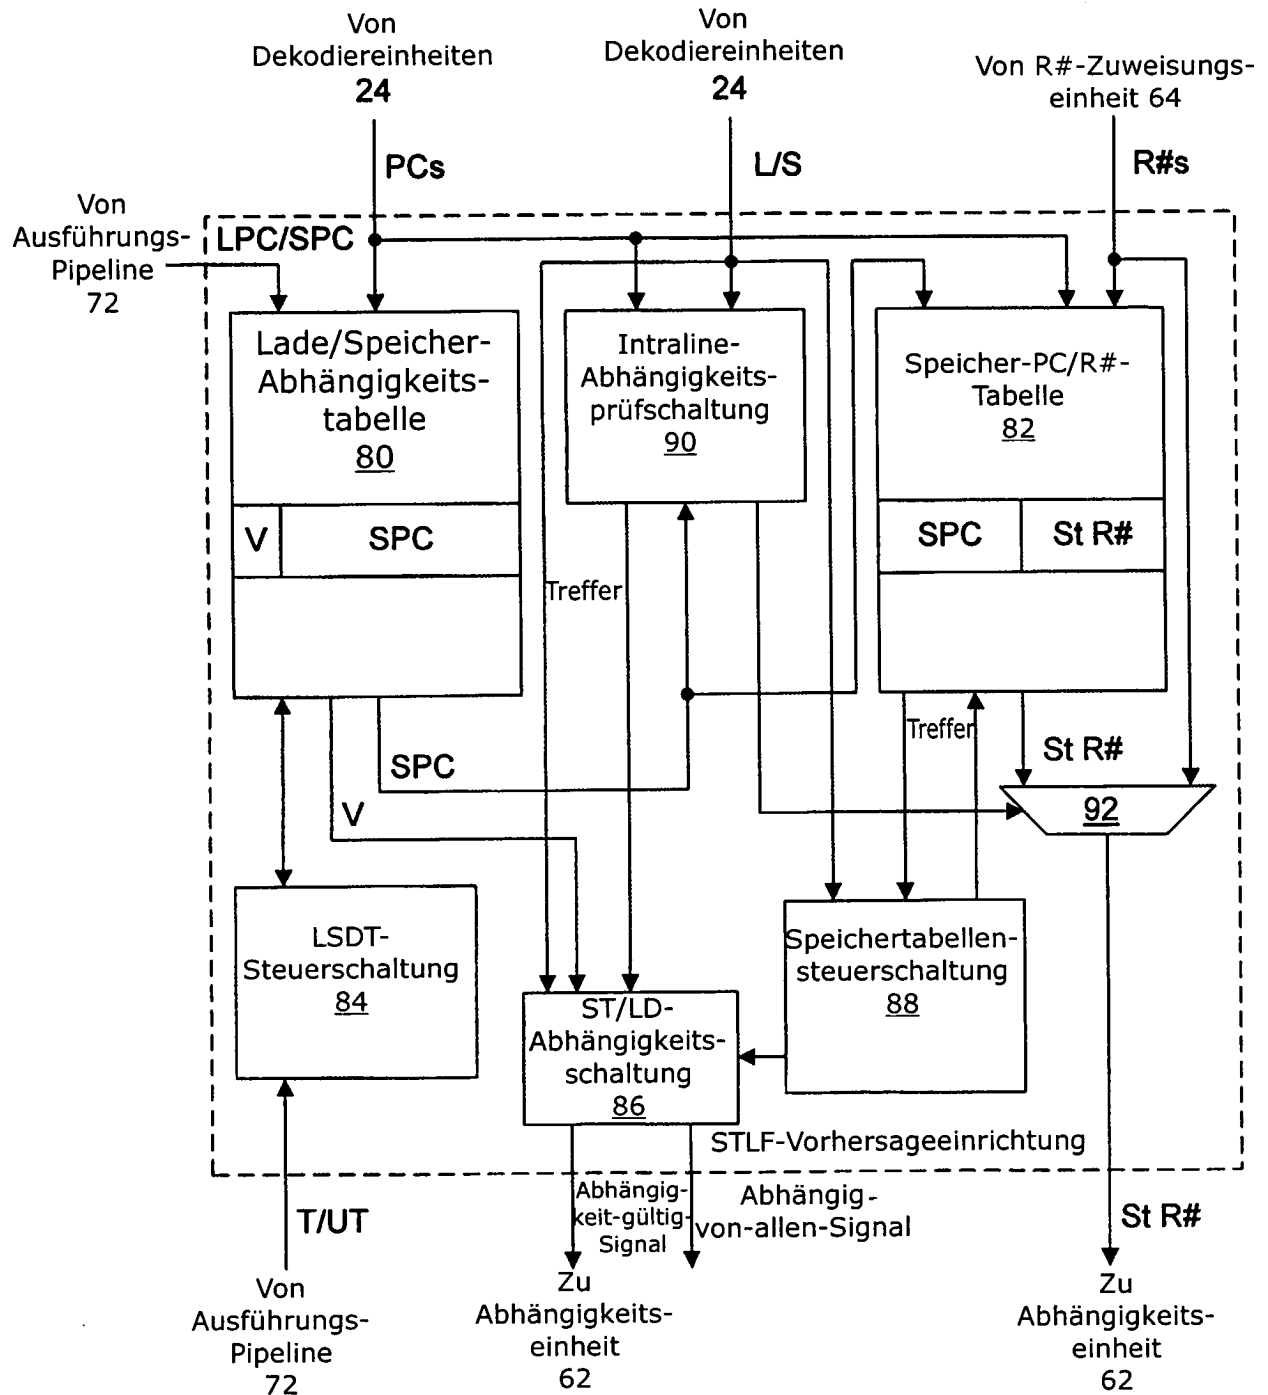 Von
Dekodiereinheiten
24
Von
Dekodiereinheiten
24
Von R#-Zuweisungs-
einheit 64
PCs
L/S
R#s
Von
Ausführungs-
Pipeline
72
LPC/SPC
Lade/Speicher-
Abhängigkeits-
tabelle
80
V
SPC
Intraline-
Abhängigkeits-
prüfschaltung
90
Speicher-PC/R#-
Tabelle
82
SPC
St R#
Treffer
Treffer
St R#
SPC
V
92
LSDT-
Steuerschaltung
84
ST/LD-
Abhängigkeits-
schaltung
86
Speichertabellen-
steuerschaltung
88
STLF-Vorhersageeinrichtung
T/UT
Abhängig-
keit-gültig-
Signal
Abhängig-
von-allen-Signal
St R#
Von
Ausführungs-
Pipeline
72
Zu
Abhängigkeits-
einheit
62
Zu
Abhängigkeits-
einheit
62